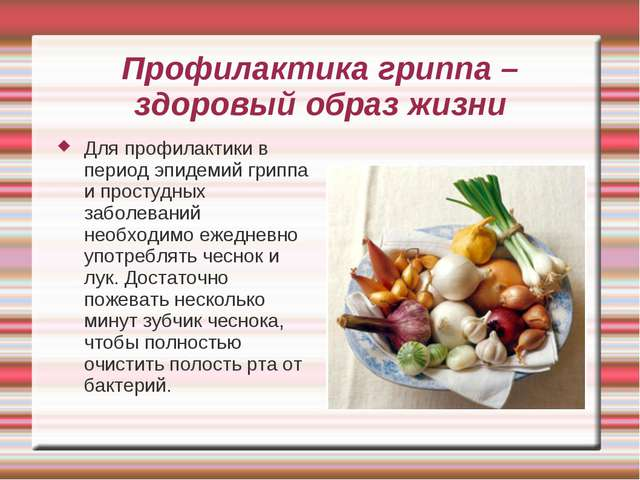 Профилактика гриппа –
здоровый образ жизни
Для профилактики в
период эпидемий гриппа
и простудных
заболеваний
необходимо ежедневно
употреблять чеснок и
лук. Достаточно
пожевать несколько
минут зубчик чеснока,
чтобы полностью
очистить полость рта от
бактерий.